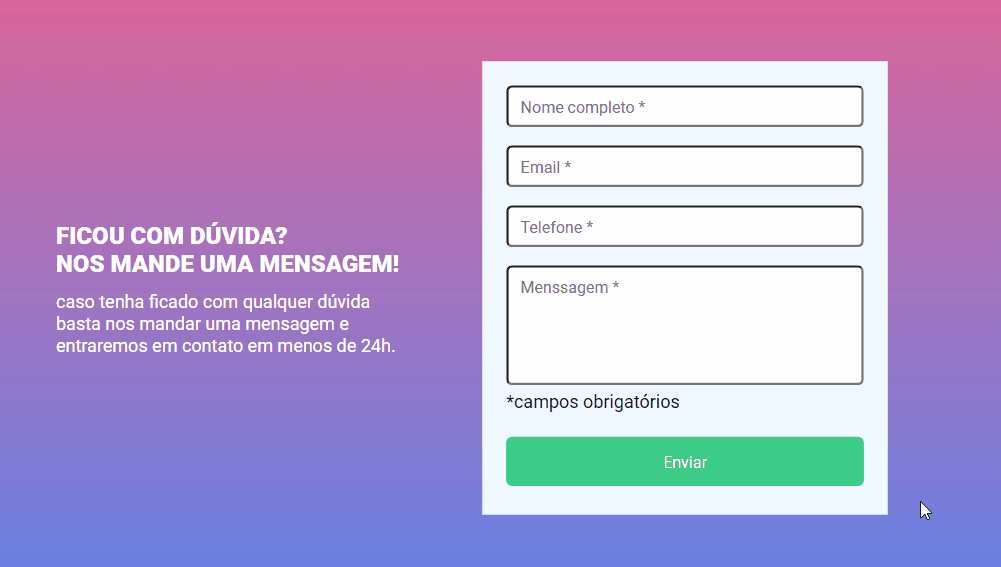 FICOU COM DÚVIDA?
NOS MANDE UMA MENSAGEM!
caso tenha ficado com qualquer dúvida
basta nos mandar uma mensagem e
entraremos em contato em menos de 24h.
Nome completo *
Email *
Telefone *
Menssagem *
*campos obrigatórios
Enviar